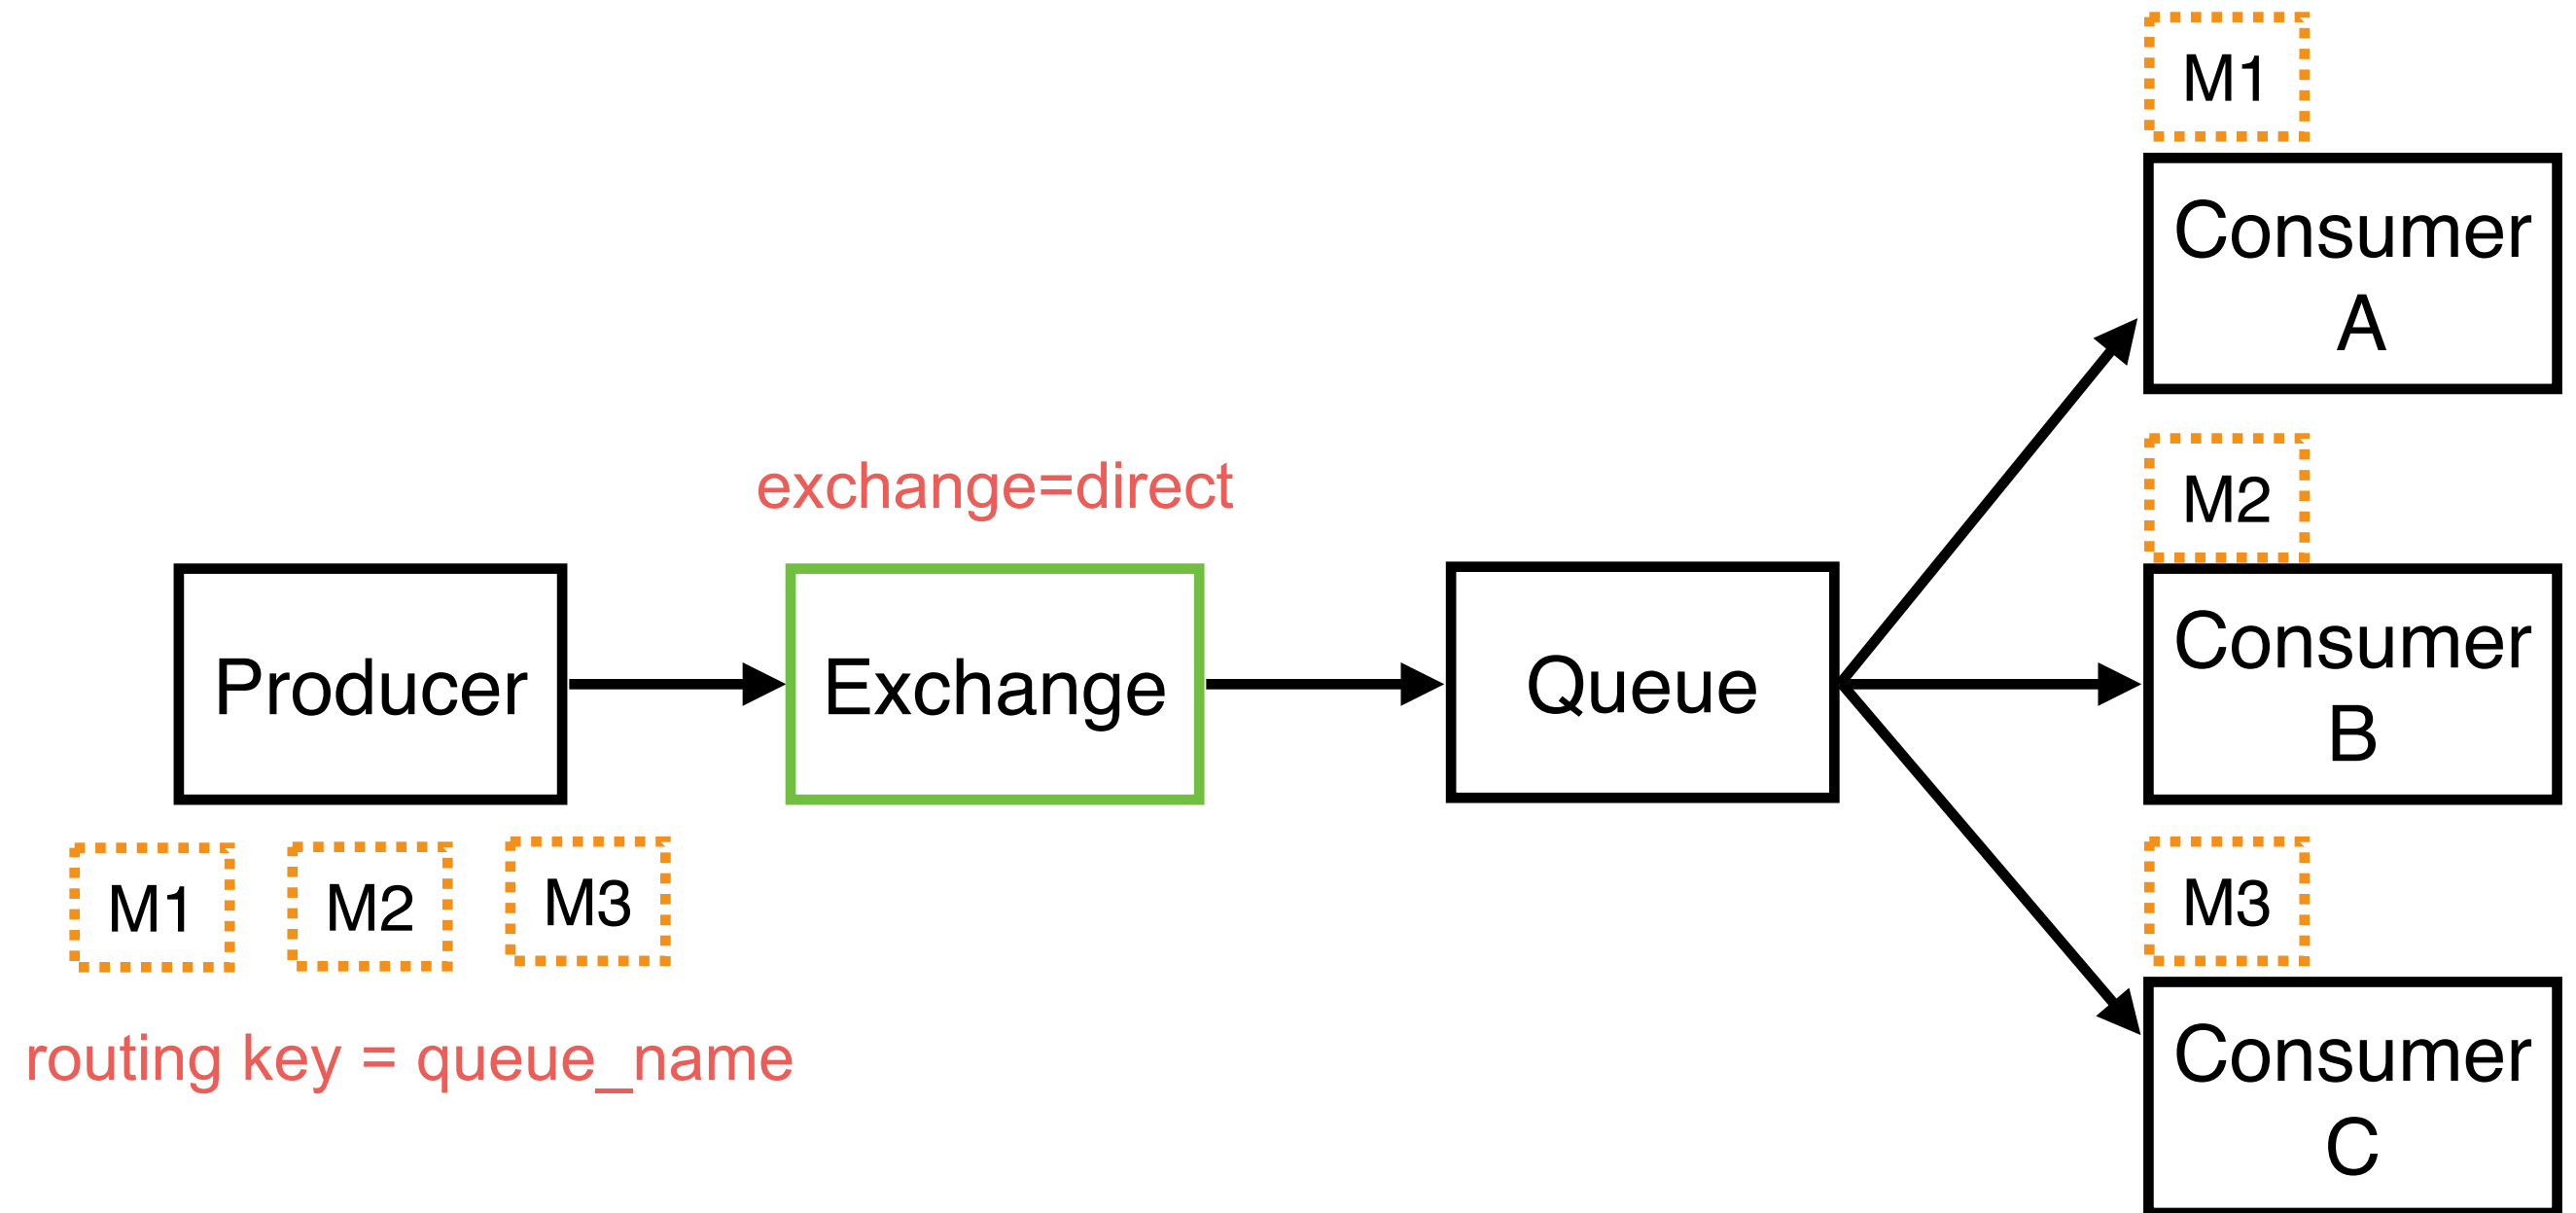 M1
Consumer
A
exchange=direct
M2
Producer
Exchange
Queue
Consumer
B
M1
M2
M3
M3
routing key = queue_name
Consumer
C